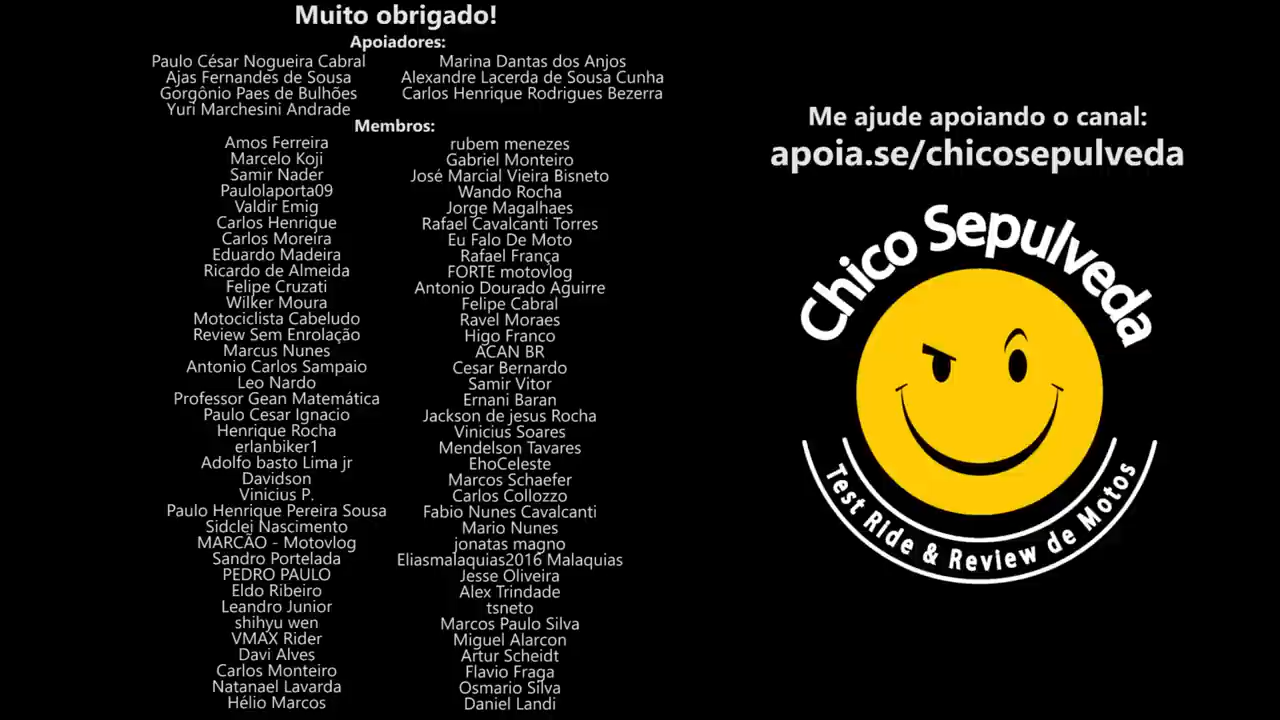 Muito obrigado!
Apoiadores:
Paulo César Nogueira Cabral
Ajas Fernandes de Sousa
Gorgônio Paes de Bulhões
Yuri Marchesini Andrade
Marina Dantas dos Anjos
Alexandre Lacerda de Sousa Cunha
Carlos Henrique Rodrigues Bezerra
Membros:
Amos Ferreira
Marcelo Koji
Samir Nader
Paulolaporta09
Valdir Emig
Carlos Henrique
Carlos Moreira
Eduardo Madeira
Ricardo de Almeida
Felipe Cruzati
Wilker Moura
Motociclista Cabeludo
Review Sem Enrolação
Marcus Nunes
Antonio Carlos Sampaio
Leo Nardo
Professor Gean Matemática
Paulo Cesar Ignacio
Henrique Rocha
erlanbiker1
Adolfo basto Lima jr
Davidson
Vinicius P.
Paulo Henrique Pereira Sousa
Sidclei Nascimento
MARCÃO - Motovlog
Sandro Portelada
PEDRO PAULO
Eldo Ribeiro
Leandro Junior
shihyu wen
VMAX Rider
Davi Alves
Carlos Monteiro
Natanael Lavarda
Hélio Marcos
rubem menezes
Gabriel Monteiro
José Marcial Vieira Bisneto
Wando Rocha
Jorge Magalhaes
Rafael Cavalcanti Torres
Eu Falo De Moto
Rafael França
FORTE motovlog
Antonio Dourado Aguirre
Felipe Cabral
Ravel Moraes
Higo Franco
ACAN BR
Cesar Bernardo
Samir Vitor
Ernani Baran
Jackson de jesus Rocha
Vinicius Soares
Mendelson Tavares
EhoCeleste
Marcos Schaefer
Carlos Collozzo
Fabio Nunes Cavalcanti
Mario Nunes
jonatas magno
Eliasmalaquias2016 Malaquias
Jesse Oliveira
Alex Trindade
tsneto
Marcos Paulo Silva
Miguel Alarcon
Artur Scheidt
Flavio Fraga
Osmario Silva
Daniel Landi
Me ajude apoiando o canal:
apoia.se/chicosepulveda
Chico Sepulveda
Test Ride & Review de Motos